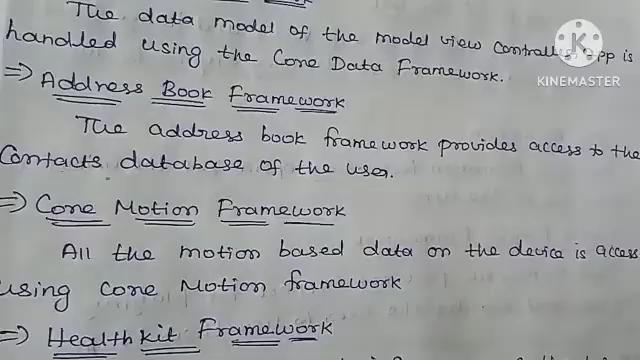 The data model of the model view controller app is
handled using the Core Data Framework.
⇒ Address Book Framework
The address book framework provides access to the
Contacts database of the user.
⇒ Core Motion Framework
All the motion based data on the device is access
using core Motion framework
⇒ Healthkit Framework
KINEMASTER